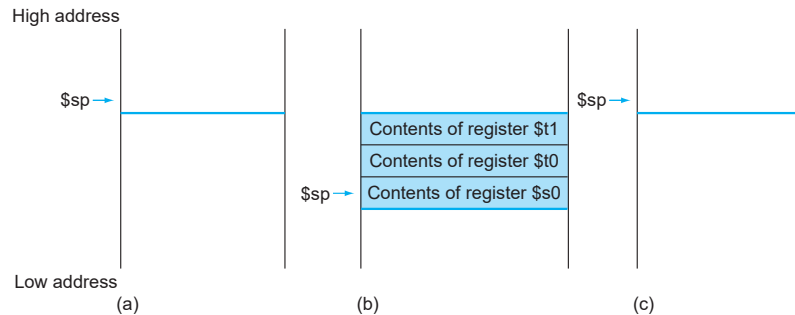 High address
$sp
$sp
Contents of register $t1
Contents of register $t0
$sp
Contents of register $s0
Low address
(a)
(b)
(c)